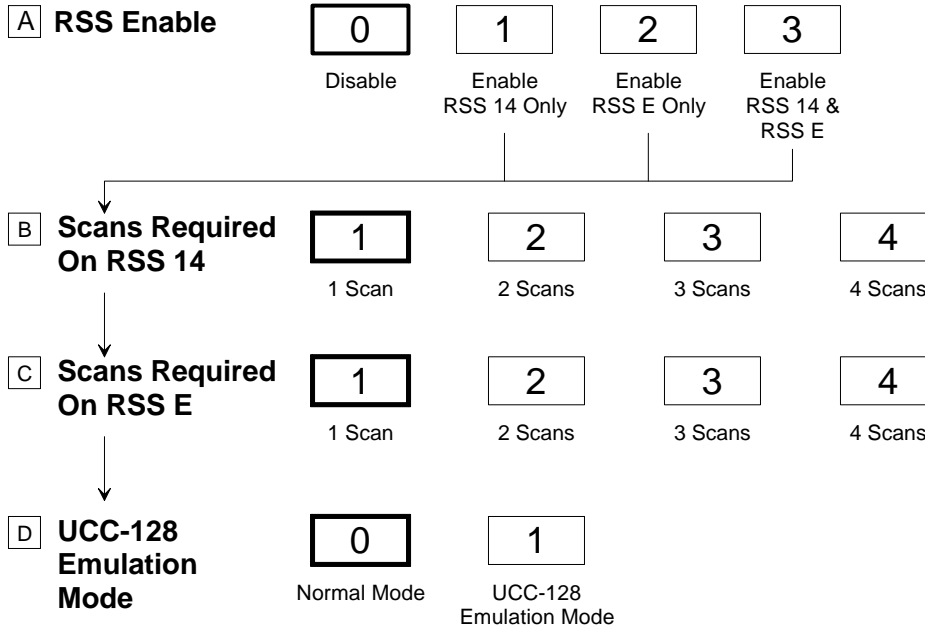 A RSS Enable 0 1 2 3
Disable Enable Enable Enable
RSS 14 Only RSS E Only RSS 14 &
RSS E
B Scans Required 1 2 3 4
On RSS 14
1 Scan 2 Scans 3 Scans 4 Scans
C Scans Required 1 2 3 4
On RSS E
1 Scan 2 Scans 3 Scans 4 Scans
D UCC-128 0 1
Emulation
Mode
Normal Mode UCC-128
Emulation Mode